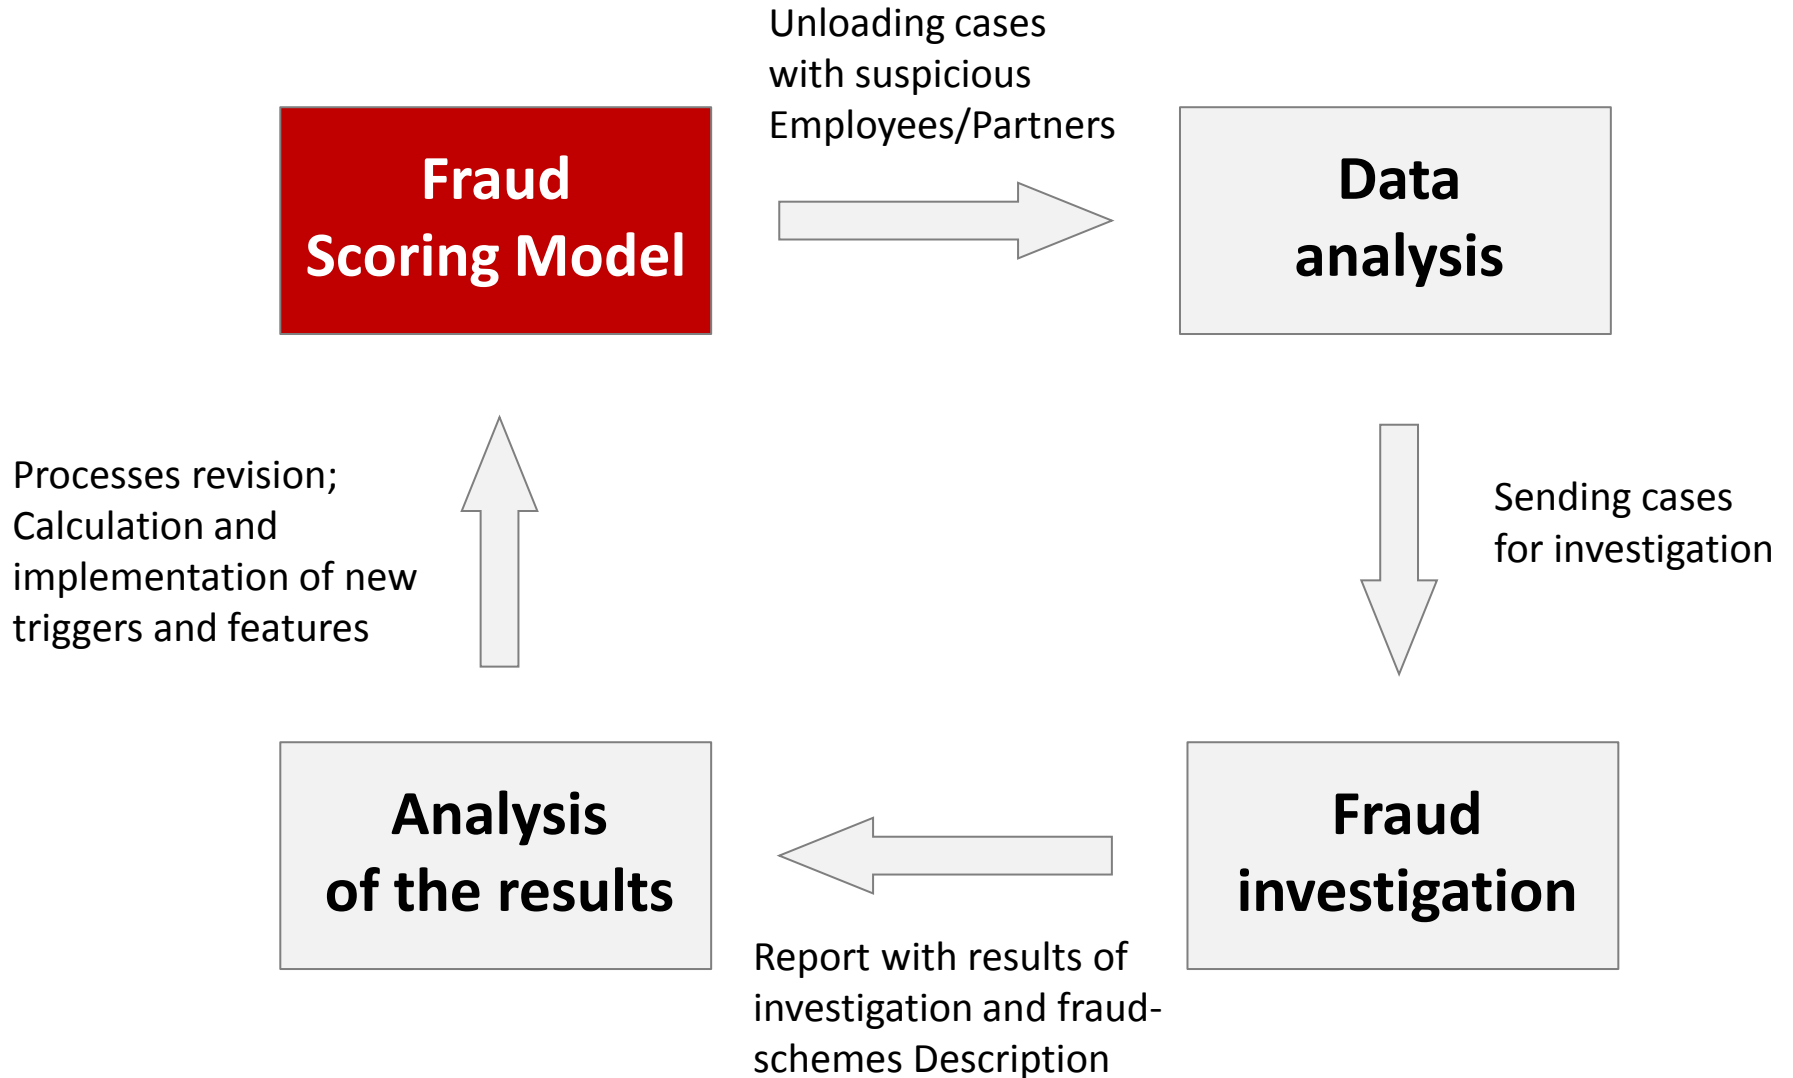 Unloading cases
with suspicious
Employees/Partners
Fraud
Scoring Model
Data
analysis
Processes revision;
Calculation and
implementation of new
triggers and features
Sending cases
for investigation
Analysis
of the results
Fraud
investigation
Report with results of
investigation and fraud-
schemes Description